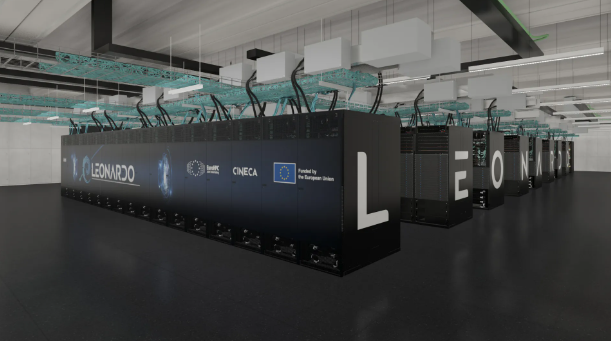 LEONARDO
EuroHPC
CINECA
Funded by
the European Union
L
E
O
N
A
R
D
O